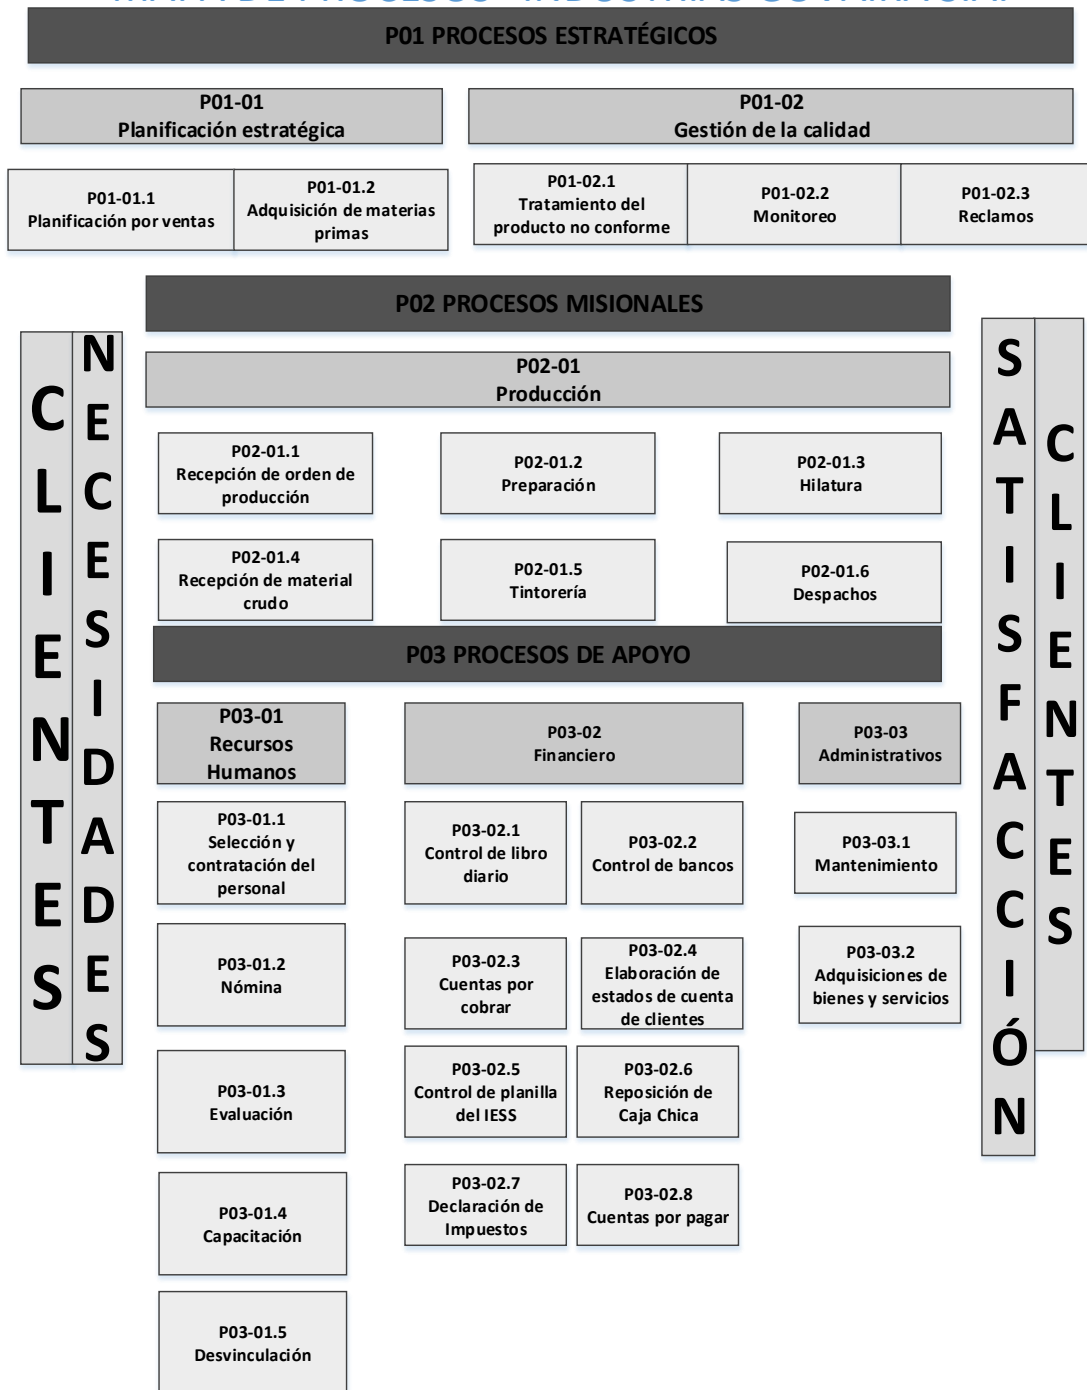 MAPA DE PROCESOS
P01 PROCESOS ESTRATÉGICOS
P01-01
Planificación estratégica
P01-02
Gestión de la calidad
P01-01.1
Planificación por ventas
P01-01.2
Adquisición de materias
primas
P01-02.1
Tratamiento del
producto no conforme
P01-02.2
Monitoreo
P01-02.3
Reclamos
P02 PROCESOS MISIONALES
CLIENTES
NECESIDADES
P02-01
Producción
P02-01.1
Recepción de orden de
producción
P02-01.2
Preparación
P02-01.3
Hilatura
P02-01.4
Recepción de material
crudo
P02-01.5
Tintorería
P02-01.6
Despachos
P03 PROCESOS DE APOYO
P03-01
Recursos
Humanos
P03-02
Financiero
P03-03
Administrativos
P03-01.1
Selección y
contratación del
personal
P03-02.1
Control de libro
diario
P03-02.2
Control de bancos
P03-03.1
Mantenimiento
P03-01.2
Nómina
P03-02.3
Cuentas por
cobrar
P03-02.4
Elaboración de
estados de cuenta
de clientes
P03-03.2
Adquisiciones de
bienes y servicios
P03-01.3
Evaluación
P03-02.5
Control de planilla
del IESS
P03-02.6
Reposición de
Caja Chica
P03-01.4
Capacitación
P03-02.7
Declaración de
Impuestos
P03-02.8
Cuentas por pagar
P03-01.5
Desvinculación
SATISFACCIÓN
CLIENTES